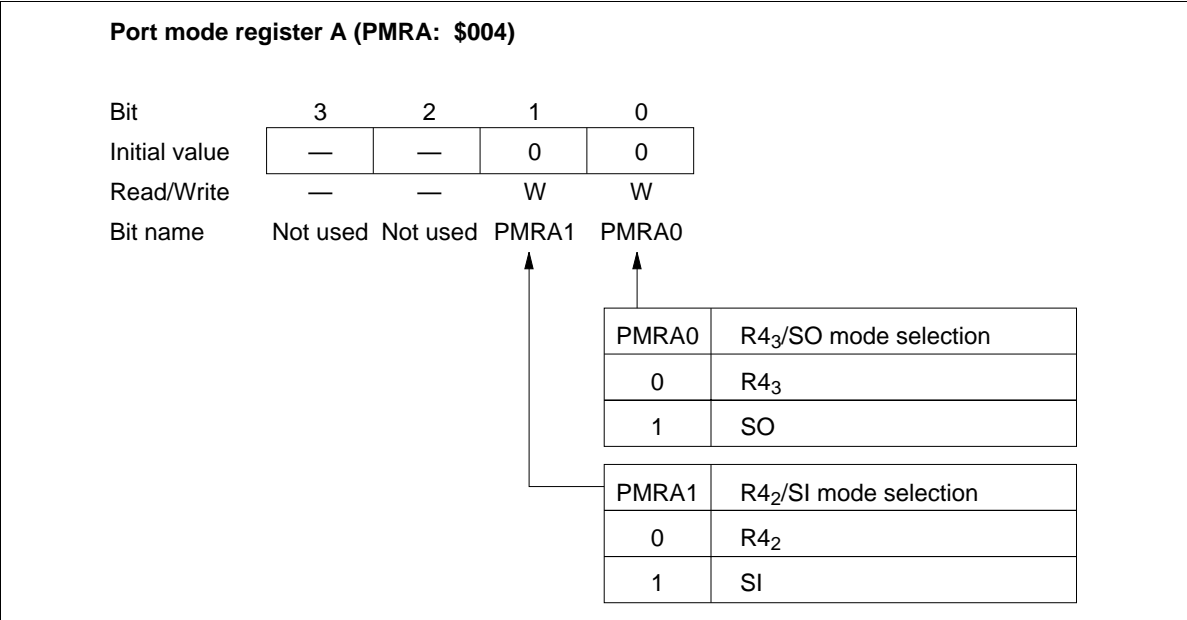 Port mode register A (PMRA: $004)
Bit 3 2 1 0
Initial value — — 0 0
Read/Write — — W W
Bit name Not used Not used PMRA1 PMRA0
PMRA0 R4₃/SO mode selection
0 R4₃
1 SO
PMRA1 R4₂/SI mode selection
0 R4₂
1 SI